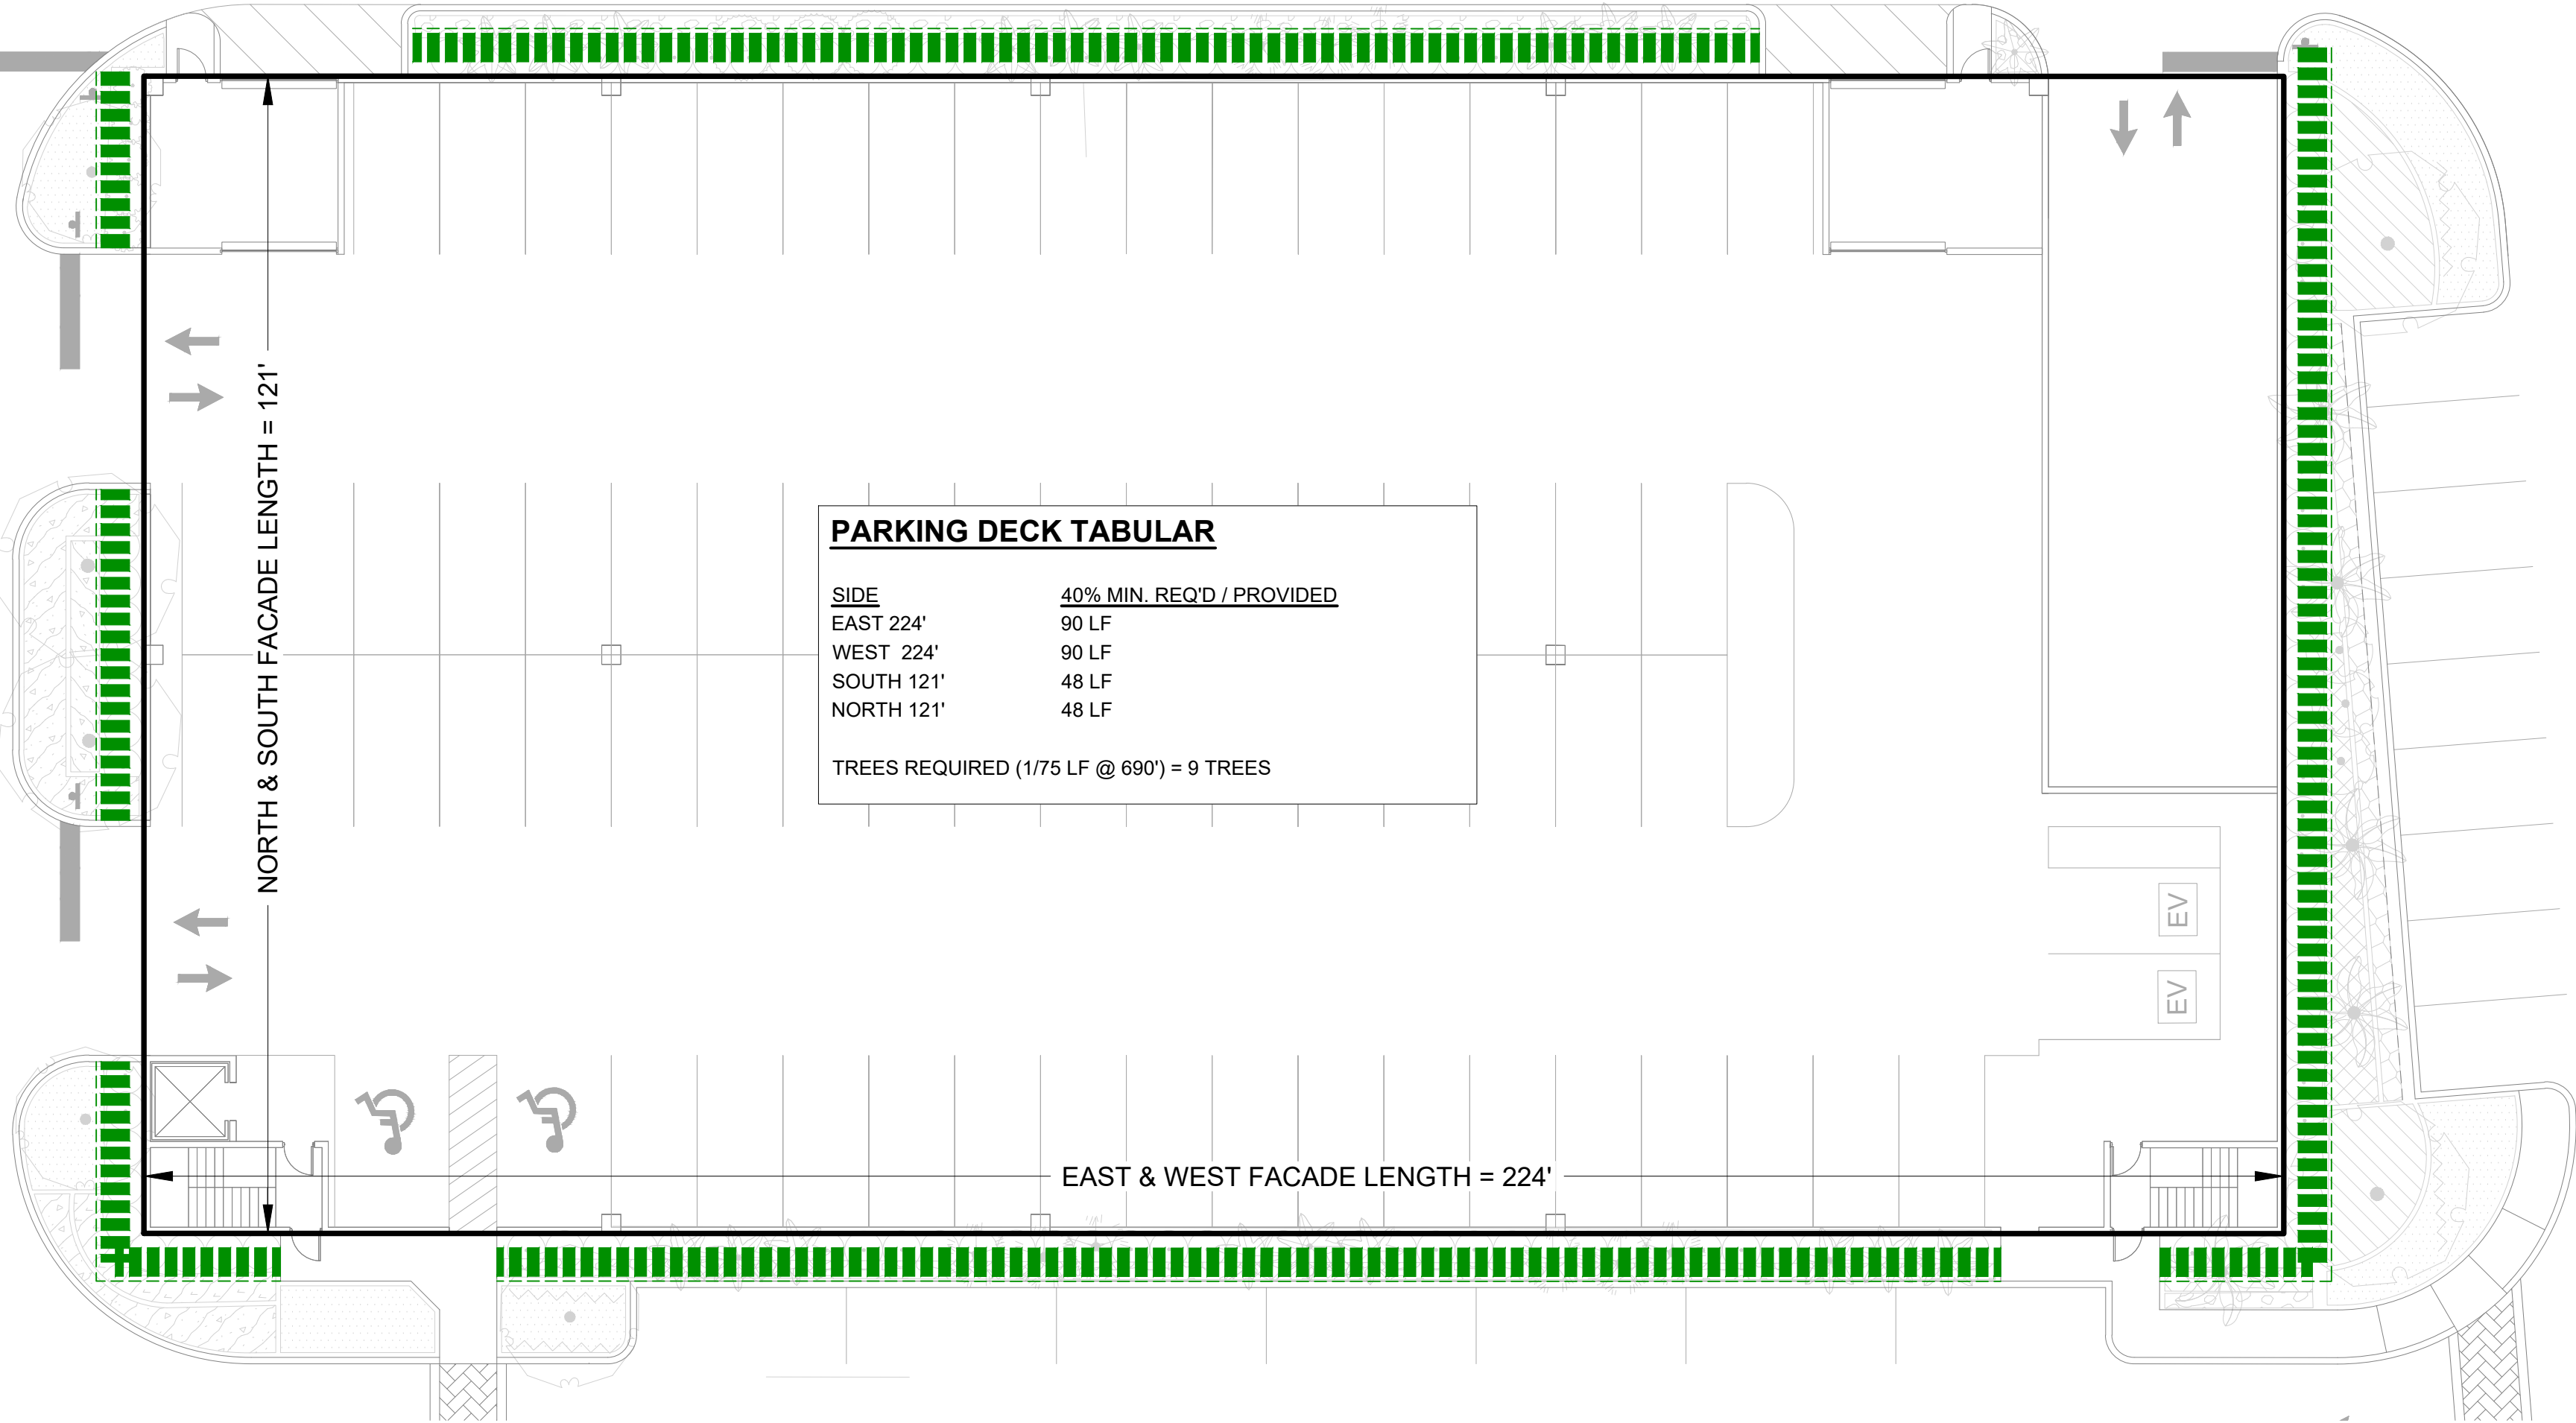 NORTH & SOUTH FACADE LENGTH = 121'
PARKING DECK TABULAR
SIDE 40% MIN. REQ'D / PROVIDED
EAST 224' 90 LF
WEST 224' 90 LF
SOUTH 121' 48 LF
NORTH 121' 48 LF
TREES REQUIRED (1/75 LF @ 690') = 9 TREES
EV
EV
EAST & WEST FACADE LENGTH = 224'